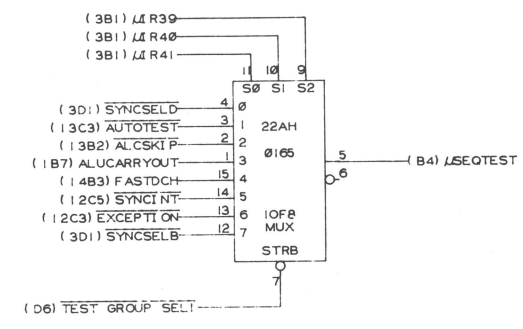 (3B1) µIR39
(3B1) µIR40
(3B1) µIR41
11 10 9
S0 S1 S2
(3D1) SYNCSELD 4 0
(13C3) AUTOTEST 3 1 22AH
(13B2) ALCSKIP 2 2 0165
(1B7) ALUCARRYOUT 1 3 5 (B4) µSEQTEST
(14B3) FASTDCH 15 4 6
(12C5) SYNCINT 14 5
(12C3) EXCEPTION 13 6 1OF8
(3D1) SYNCSELB 12 7 MUX
STRB
7
(D6) TEST GROUP SEL1